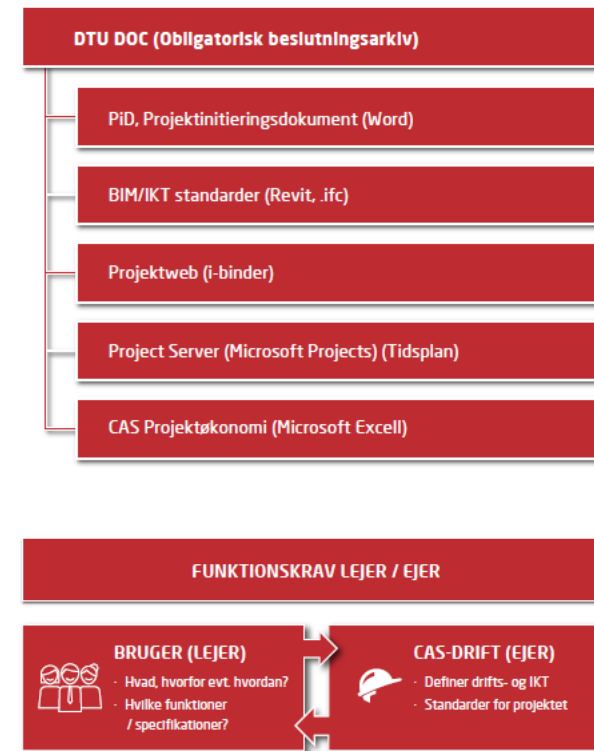 DTU DOC (Obligatorisk beslutningsarkiv)
PiD, Projektinitieringsdokument (Word)
BIM/IKT standarder (Revit, .ifc)
Projektweb (i-binder)
Project Server (Microsoft Projects) (Tidsplan)
CAS Projektøkonomi (Microsoft Excell)
FUNKTIONSKRAV LEJER / EJER
BRUGER (LEJER)
· Hvad, hvorfor evt. hvordan?
· Hvilke funktioner
/ specifikationer?
CAS-DRIFT (EJER)
· Definer drifts- og IKT
· Standarder for projektet